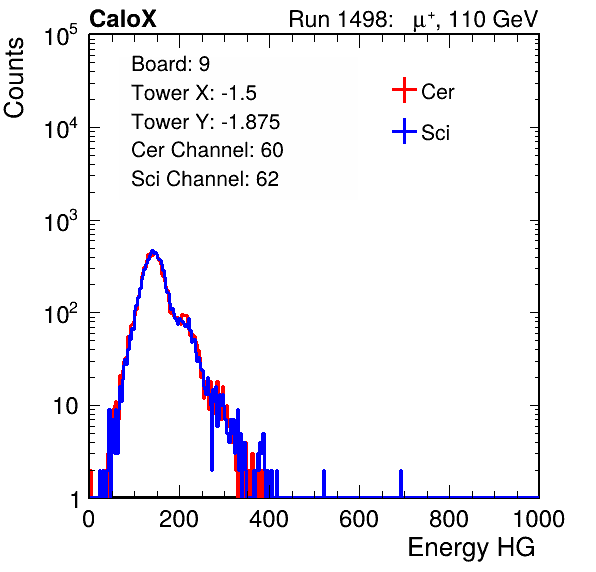 CaloX Run 1498: μ⁺, 110 GeV
Counts
10⁵
10⁴
10³
10²
10
1
Board: 9
Tower X: -1.5
Tower Y: -1.875
Cer Channel: 60
Sci Channel: 62
Cer
Sci
0 200 400 600 800 1000
Energy HG